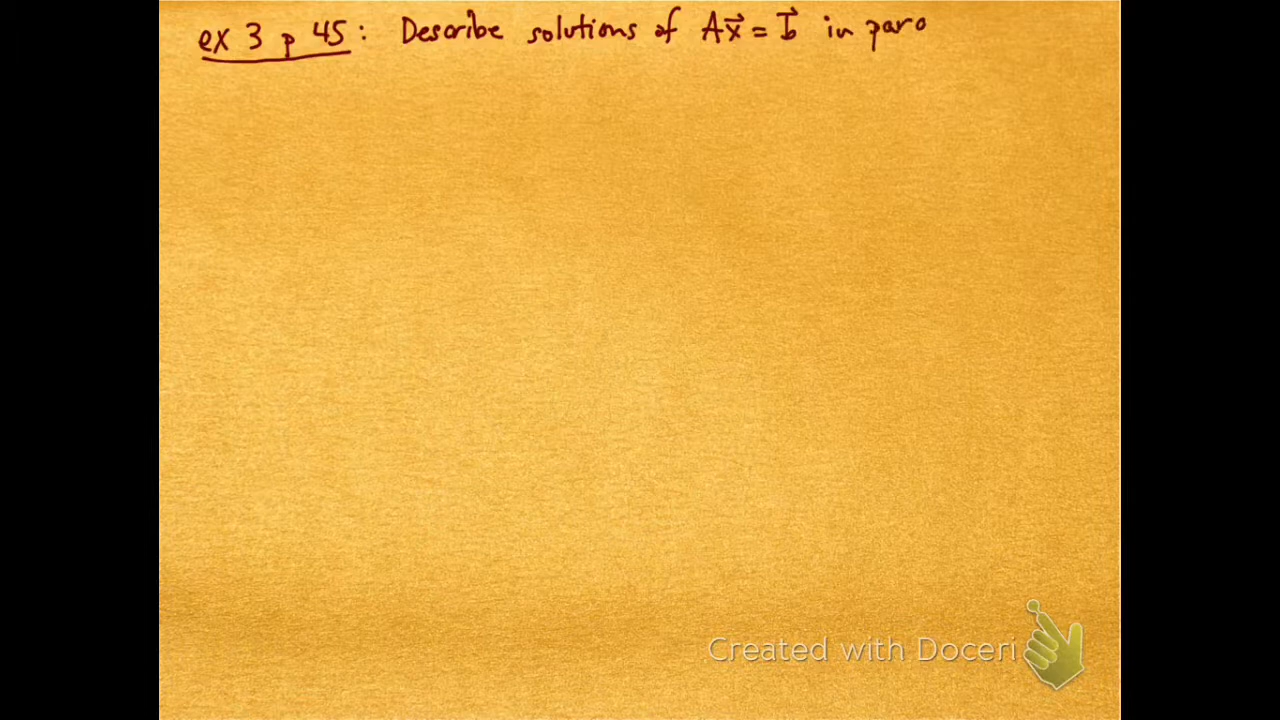 ex 3 p 45: Describe solutions of Ax⃗ = b⃗ in para
Created with Doceri